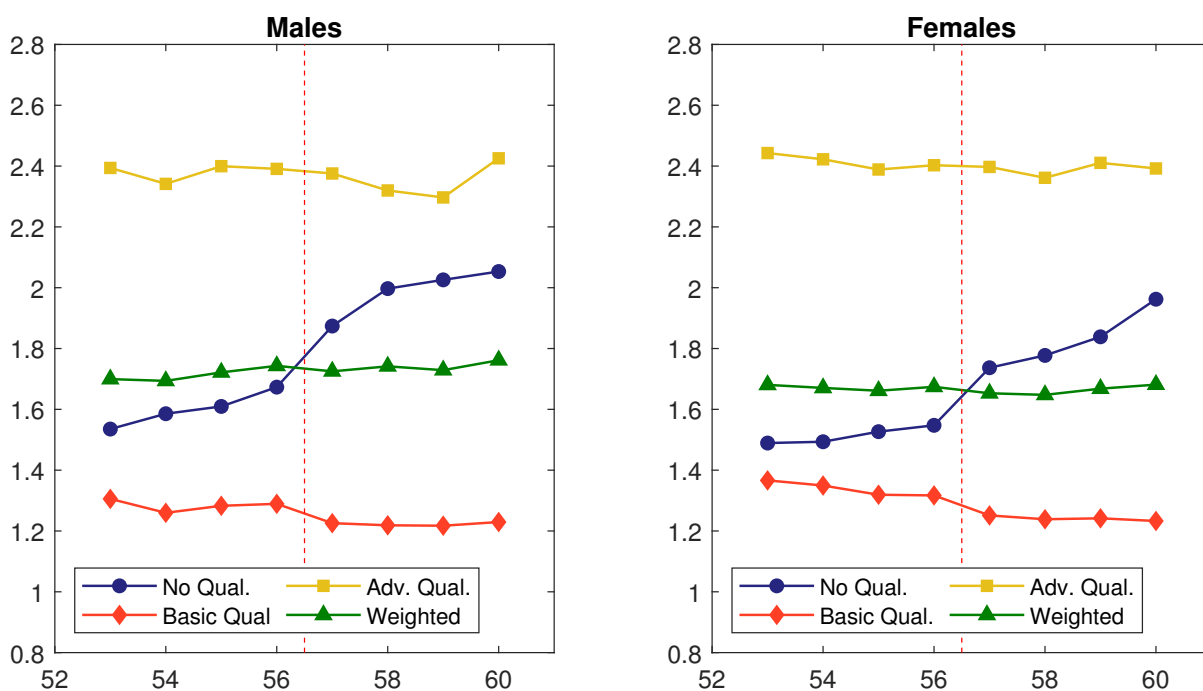 Males
2.8
2.6
2.4
2.2
2
1.8
1.6
1.4
1.2
1
0.8
52 54 56 58 60
No Qual. Adv. Qual.
Basic Qual Weighted
Females
2.8
2.6
2.4
2.2
2
1.8
1.6
1.4
1.2
1
0.8
52 54 56 58 60
No Qual. Adv. Qual.
Basic Qual. Weighted